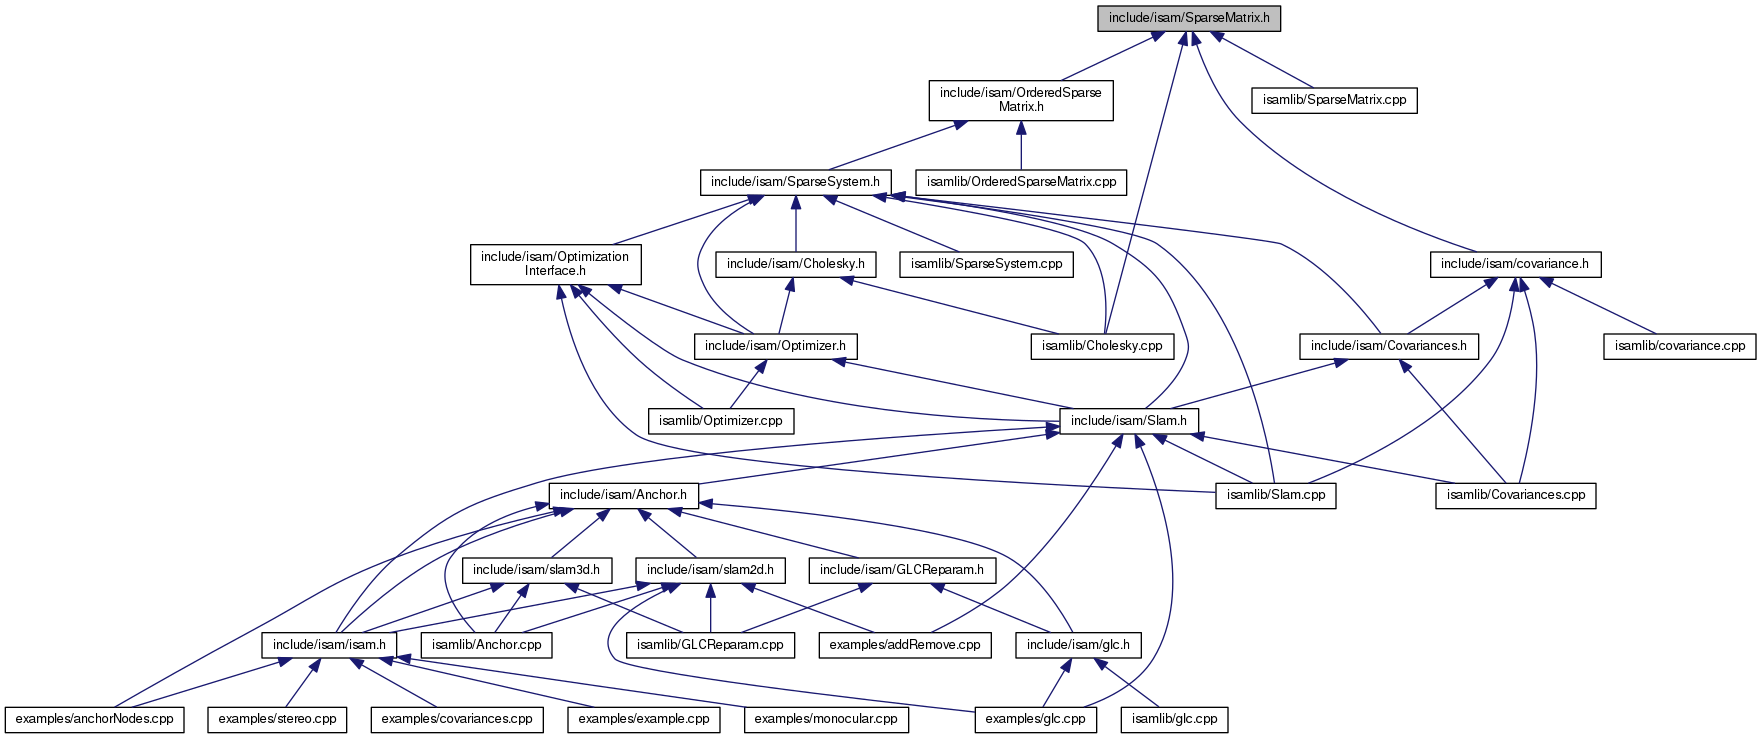 include/isam/SparseMatrix.h
include/isam/OrderedSparse
Matrix.h
isamlib/SparseMatrix.cpp
include/isam/SparseSystem.h
isamlib/OrderedSparseMatrix.cpp
include/isam/Optimization
Interface.h
include/isam/Cholesky.h
isamlib/SparseSystem.cpp
include/isam/covariance.h
include/isam/Optimizer.h
isamlib/Cholesky.cpp
include/isam/Covariances.h
isamlib/covariance.cpp
isamlib/Optimizer.cpp
include/isam/Slam.h
include/isam/Anchor.h
isamlib/Slam.cpp
isamlib/Covariances.cpp
include/isam/slam3d.h
include/isam/slam2d.h
include/isam/GLCReparam.h
include/isam/isam.h
isamlib/Anchor.cpp
isamlib/GLCReparam.cpp
examples/addRemove.cpp
include/isam/glc.h
examples/anchorNodes.cpp
examples/stereo.cpp
examples/covariances.cpp
examples/example.cpp
examples/monocular.cpp
examples/glc.cpp
isamlib/glc.cpp